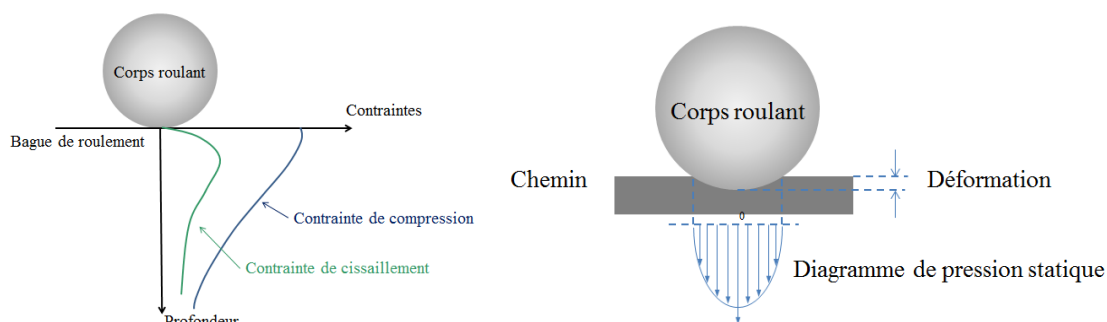 Corps roulant
Contraintes
Bague de roulement
Contrainte de compression
Contrainte de cissaillement
Profondeur
Corps roulant
Chemin
Déformation
0
Diagramme de pression statique